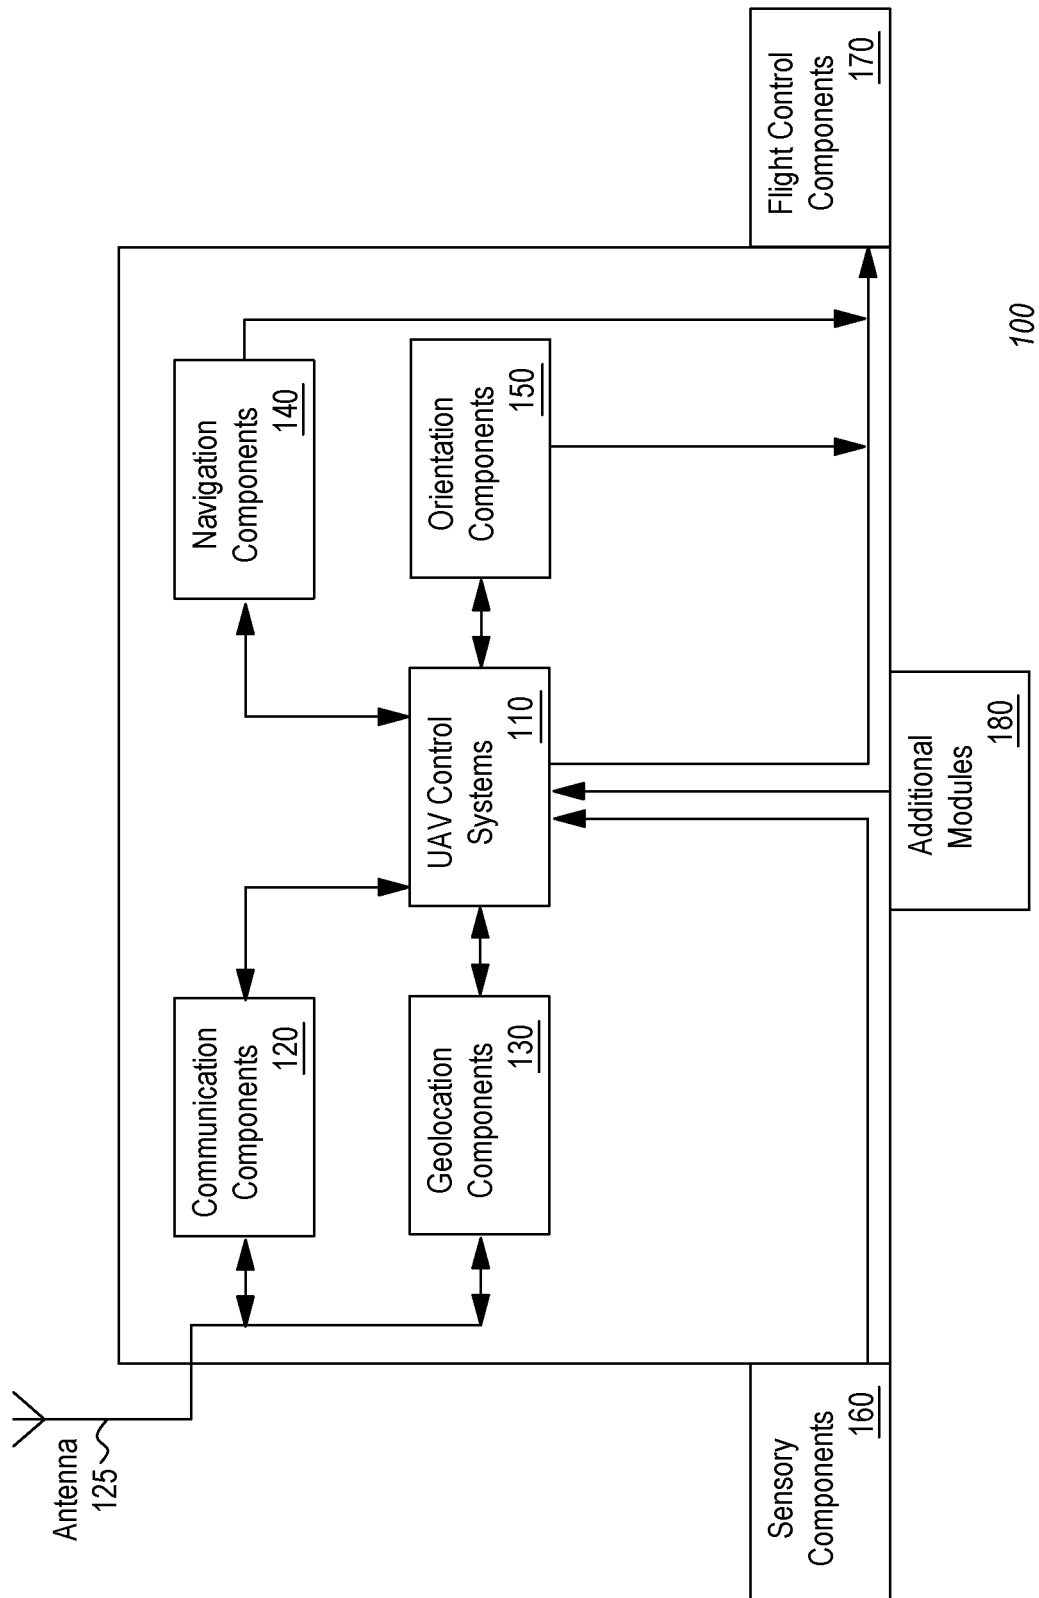 Antenna
125
Communication
Components
120
Navigation
Components
140
Geolocation
Components
130
UAV Control
Systems
110
Orientation
Components
150
Sensory
Components
160
Additional
Modules
180
Flight Control
Components
170
100